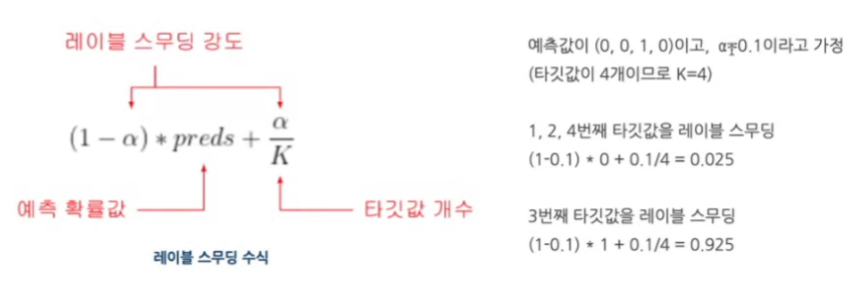 레이블 스무딩 강도
(1 − α) * preds + α/K
예측 확률값
타깃값 개수
레이블 스무딩 수식
예측값이 (0, 0, 1, 0)이고, α는0.1이라고 가정
(타깃값이 4개이므로 K=4)
1, 2, 4번째 타깃값을 레이블 스무딩
(1-0.1) * 0 + 0.1/4 = 0.025
3번째 타깃값을 레이블 스무딩
(1-0.1) * 1 + 0.1/4 = 0.925